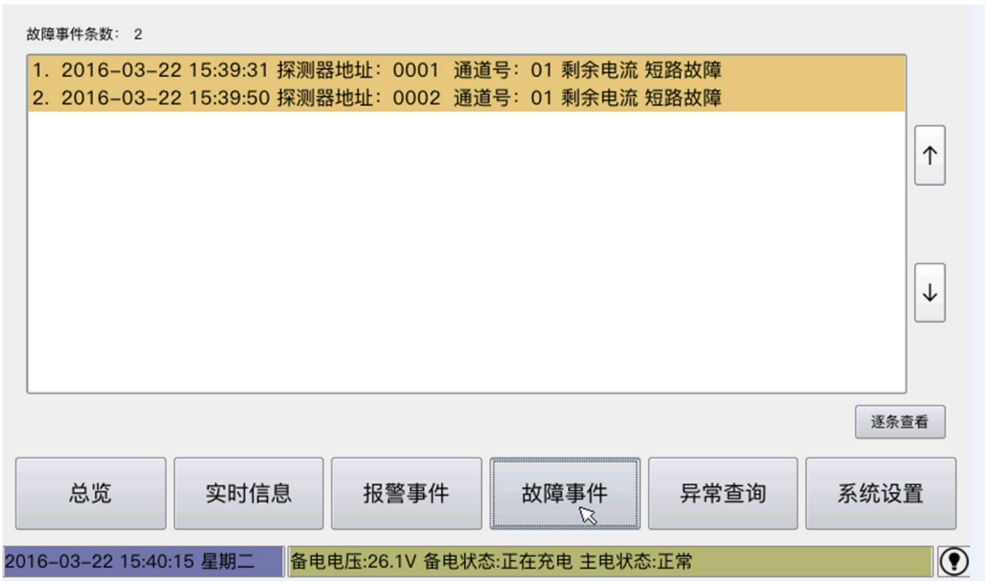 故障事件条数： 2
1. 2016-03-22 15:39:31 探测器地址：0001 通道号：01 剩余电流 短路故障
2. 2016-03-22 15:39:50 探测器地址：0002 通道号：01 剩余电流 短路故障
↑
↓
逐条查看
总览 实时信息 报警事件 故障事件 异常查询 系统设置
2016-03-22 15:40:15 星期二 备电电压:26.1V 备电状态:正在充电 主电状态:正常